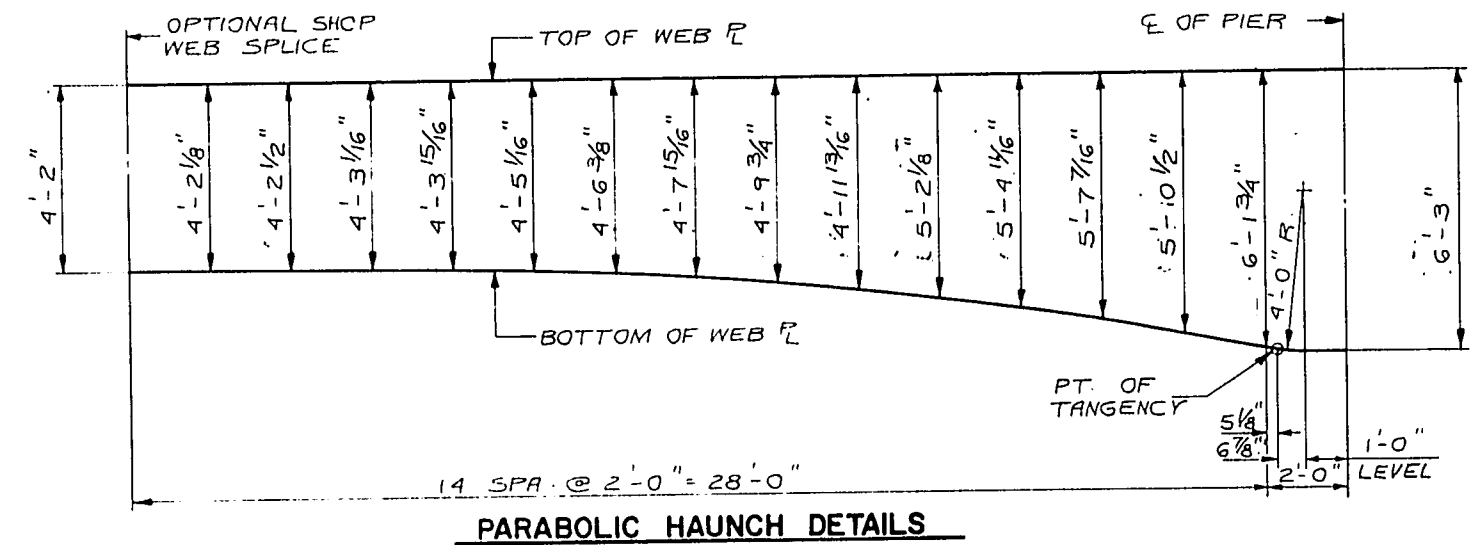 OPTIONAL SHOP
WEB SPLICE
TOP OF WEB PL
CL OF PIER
4'-2"
4'-2 1/8"
4'-2 1/2"
4'-3 1/16"
4'-3 15/16"
4'-5 1/16"
4'-6 3/8"
4'-7 15/16"
4'-9 3/4"
4'-11 13/16"
5'-2 1/8"
5'-4 11/16"
5'-7 7/16"
5'-10 1/2"
6'-1 3/4"
4'-0" R.
6'-3"
BOTTOM OF WEB PL
PT. OF
TANGENCY
5 1/8"
6 7/8"
1'-0"
LEVEL
2'-0"
14 SPA. @ 2'-0" = 28'-0"
PARABOLIC HAUNCH DETAILS